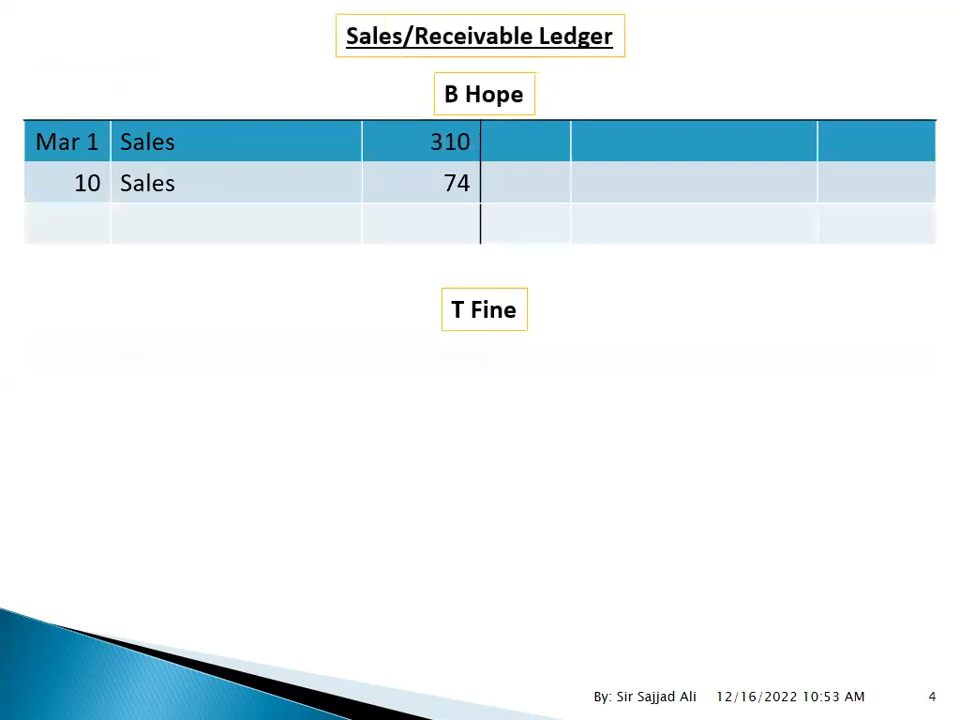 Sales/Receivable Ledger
B Hope
Mar 1 Sales 310
10 Sales 74
T Fine
By: Sir Sajjad Ali 12/16/2022 10:53 AM 4